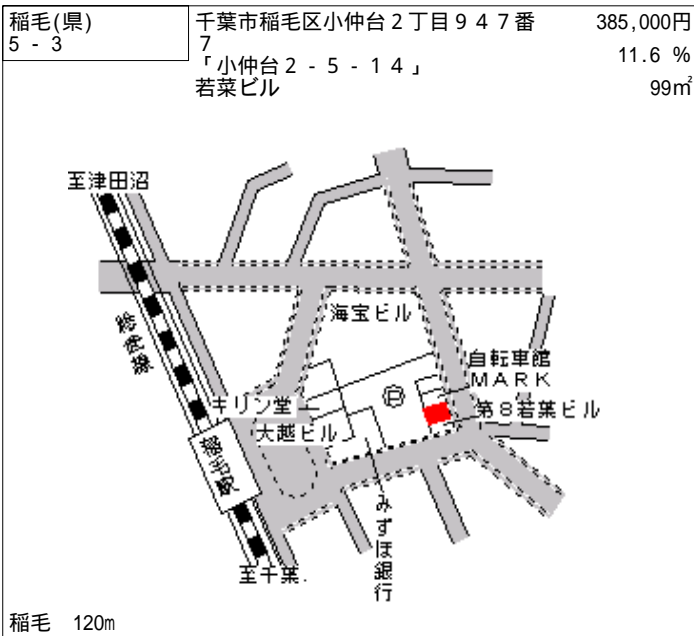 稲毛(県)
5 - 3
千葉市稲毛区小仲台２丁目９４７番
7
「小仲台２-５-１４」
若菜ビル
385,000円
11.6 %
99㎡
至津田沼
総武線
海宝ビル
自転車館
ＭＡＲＫ
キリン堂
Ⓟ
第８若葉ビル
大越ビル
稲毛駅
みずほ銀行
至千葉.
稲毛 120m